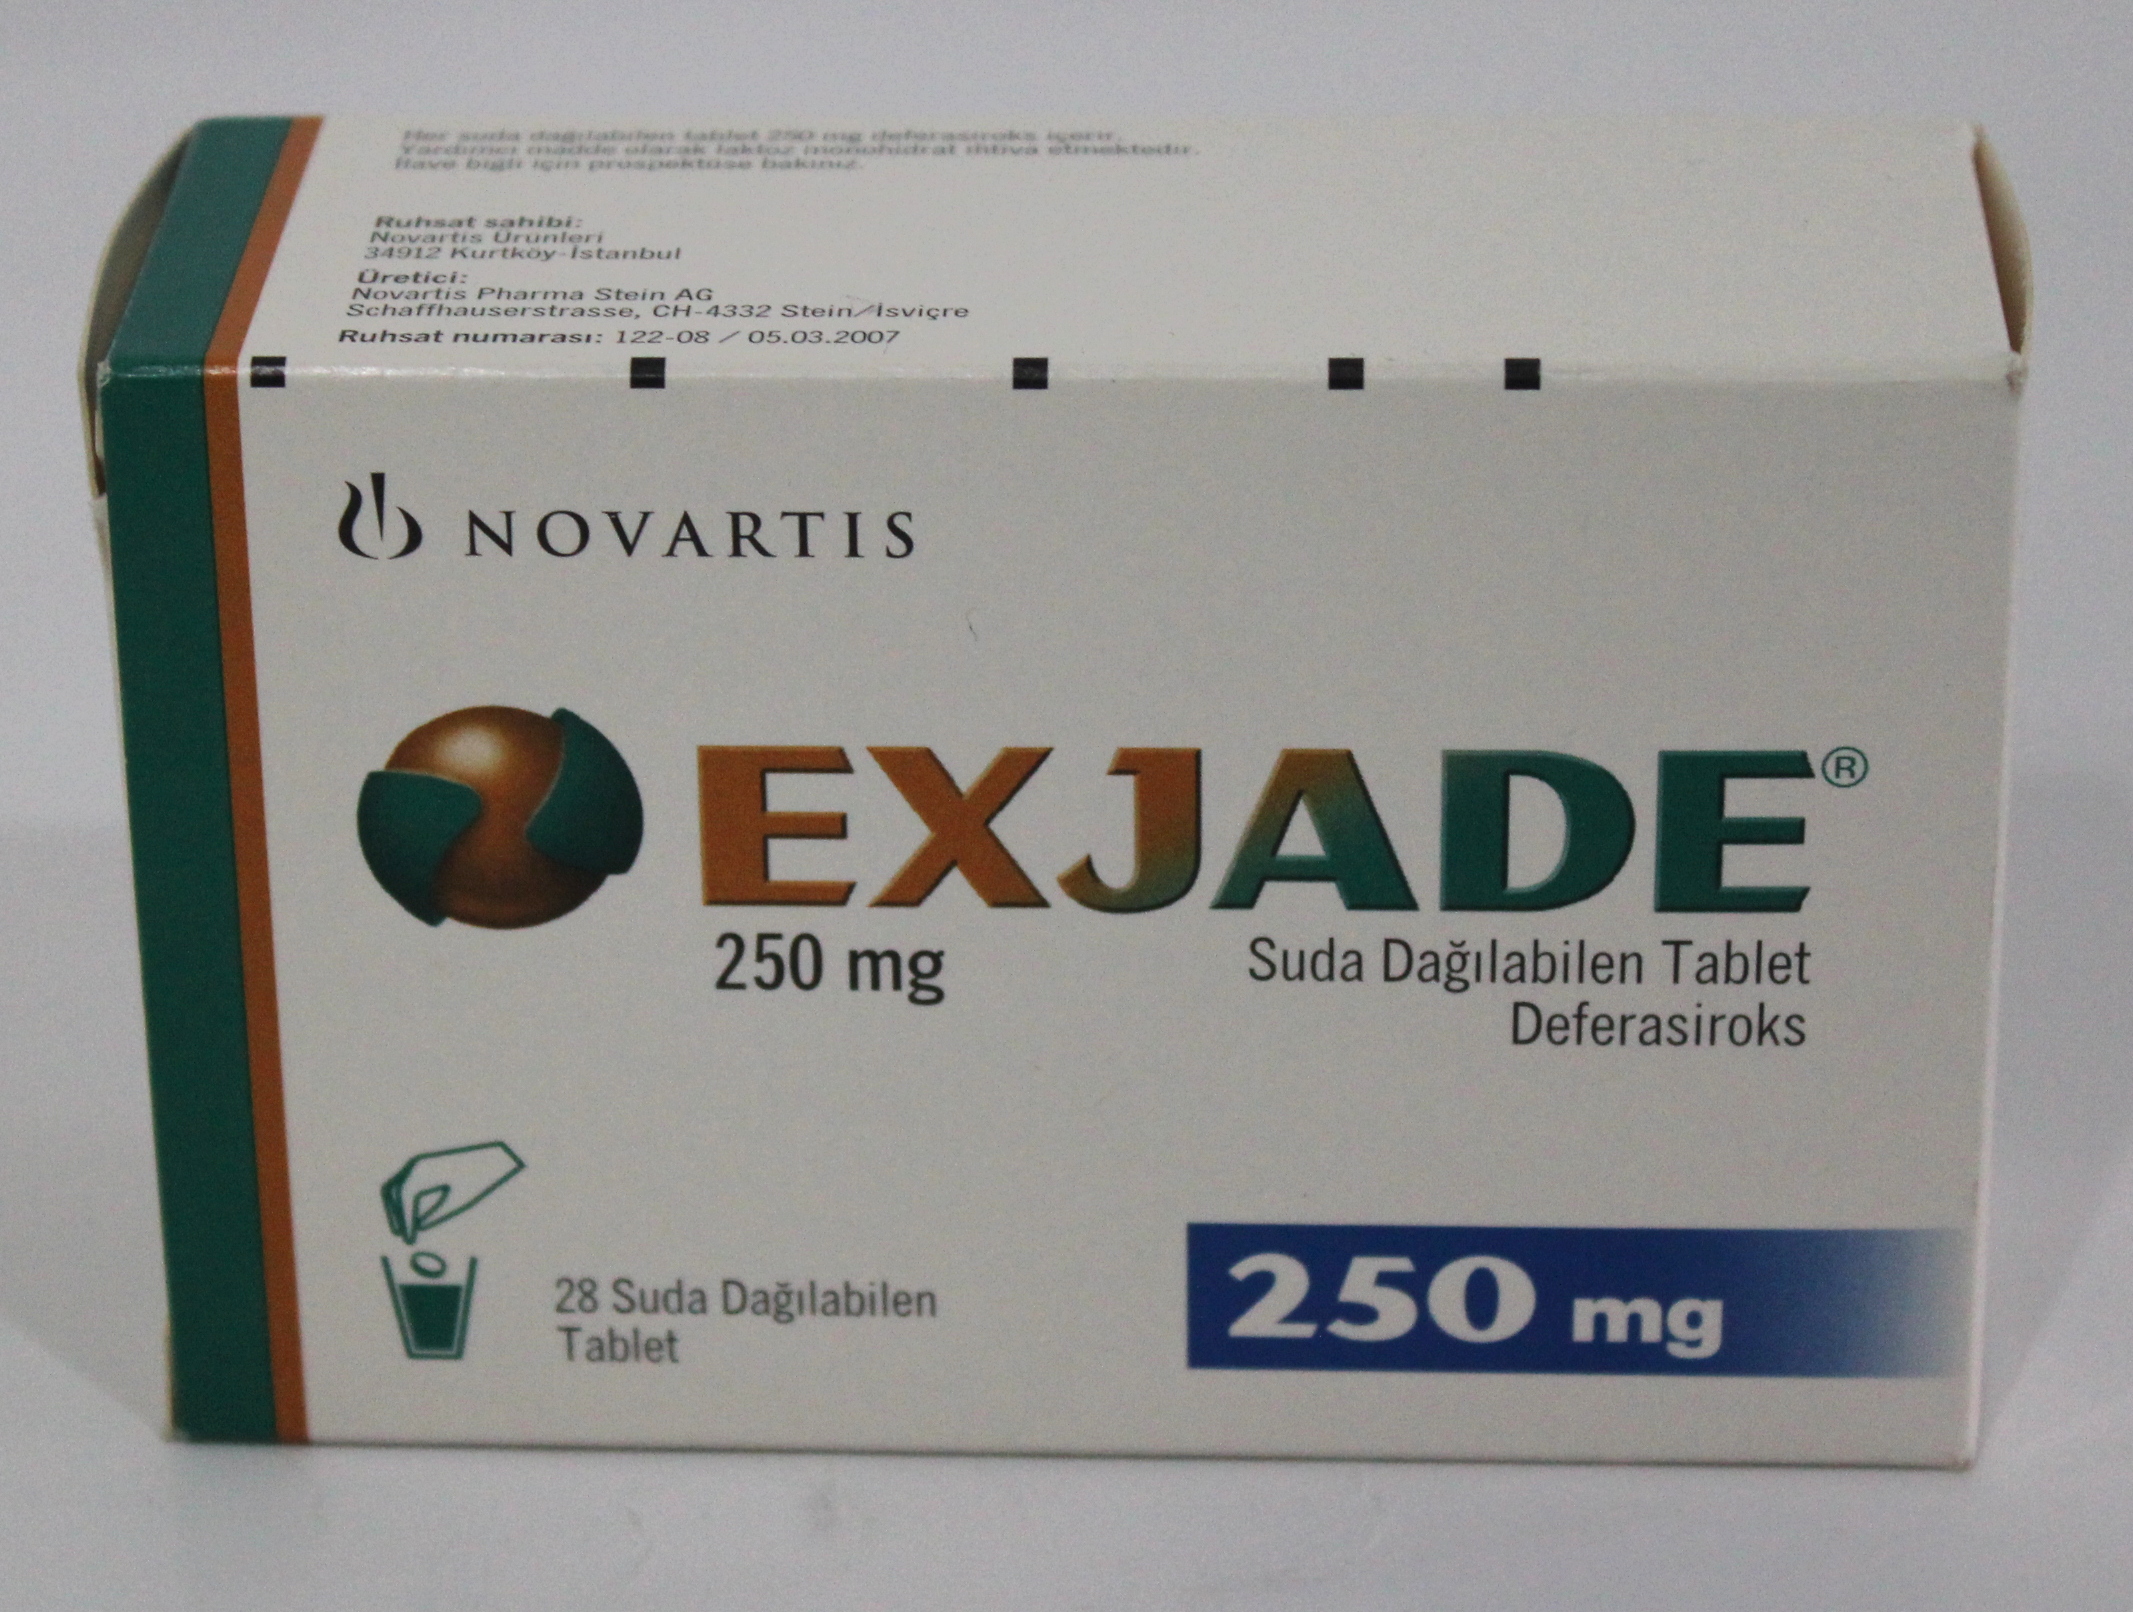 Her suda dağılabilen tablet 250 mg deferasiroks içerir.
Yardımcı madde olarak laktoz monohidrat ihtiva etmektedir.
İlave bilgi için prospektüse bakınız.
Ruhsat sahibi:
Novartis Ürünleri
34912 Kurtköy-İstanbul
Üretici:
Novartis Pharma Stein AG
Schaffhauserstrasse, CH-4332 Stein/İsviçre
Ruhsat numarası: 122-08 / 05.03.2007
NOVARTIS
EXJADE®
250 mg Suda Dağılabilen Tablet
Deferasiroks
28 Suda Dağılabilen
Tablet
250 mg